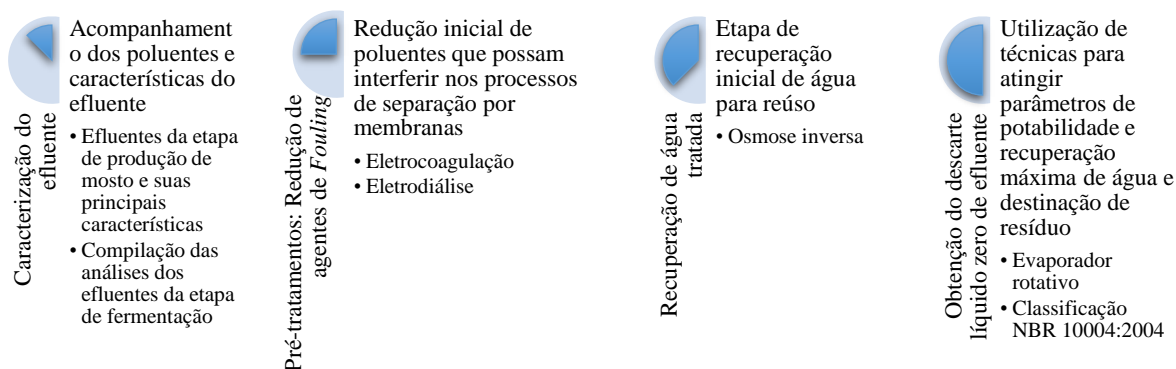 Caracterização do
efluente
Acompanhament
o dos poluentes e
características do
efluente
• Efluentes da etapa
de produção de
mosto e suas
principais
características
• Compilação das
análises dos
efluentes da etapa
de fermentação
Pré-tratamentos: Redução de
agentes de Fouling
Redução inicial de
poluentes que possam
interferir nos processos
de separação por
membranas
• Eletrocoagulação
• Eletrodiálise
Recuperação de água
tratada
Etapa de
recuperação
inicial de água
para reúso
• Osmose inversa
Obtenção do descarte
líquido zero de efluente
Utilização de
técnicas para
atingir
parâmetros de
potabilidade e
recuperação
máxima de água e
destinação de
resíduo
• Evaporador
rotativo
• Classificação
NBR 10004:2004